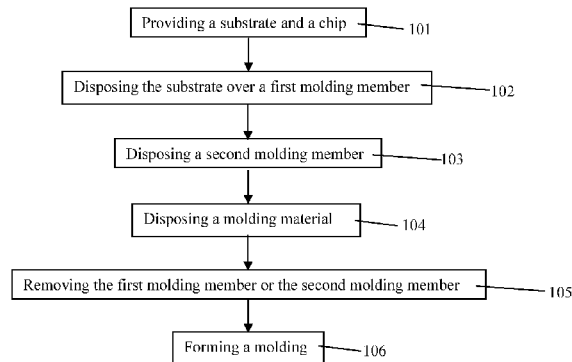 Providing a substrate and a chip
101
Disposing the substrate over a first molding member
102
Disposing a second molding member
103
Disposing a molding material
104
Removing the first molding member or the second molding member
105
Forming a molding
106